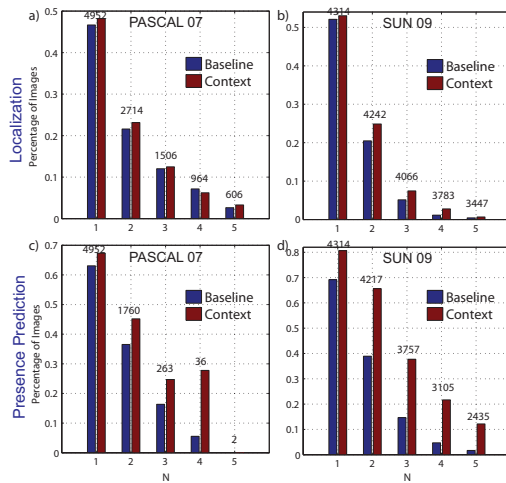 a) PASCAL 07
Localization
Percentage of Images
0.5
0.4
0.3
0.2
0.1
0
4952
2714
1506
964
606
Baseline
Context
1 2 3 4 5
b) SUN 09
0.5
0.4
0.3
0.2
0.1
0
4314
4242
4066
3783
3447
Baseline
Context
1 2 3 4 5
c) PASCAL 07
Presence Prediction
Percentage of Images
0.7
0.6
0.5
0.4
0.3
0.2
0.1
0
4952
1760
263
36
2
Baseline
Context
1 2 3 4 5
N
d) SUN 09
0.8
0.7
0.6
0.5
0.4
0.3
0.2
0.1
0
4314
4217
3757
3105
2435
Baseline
Context
1 2 3 4 5
N